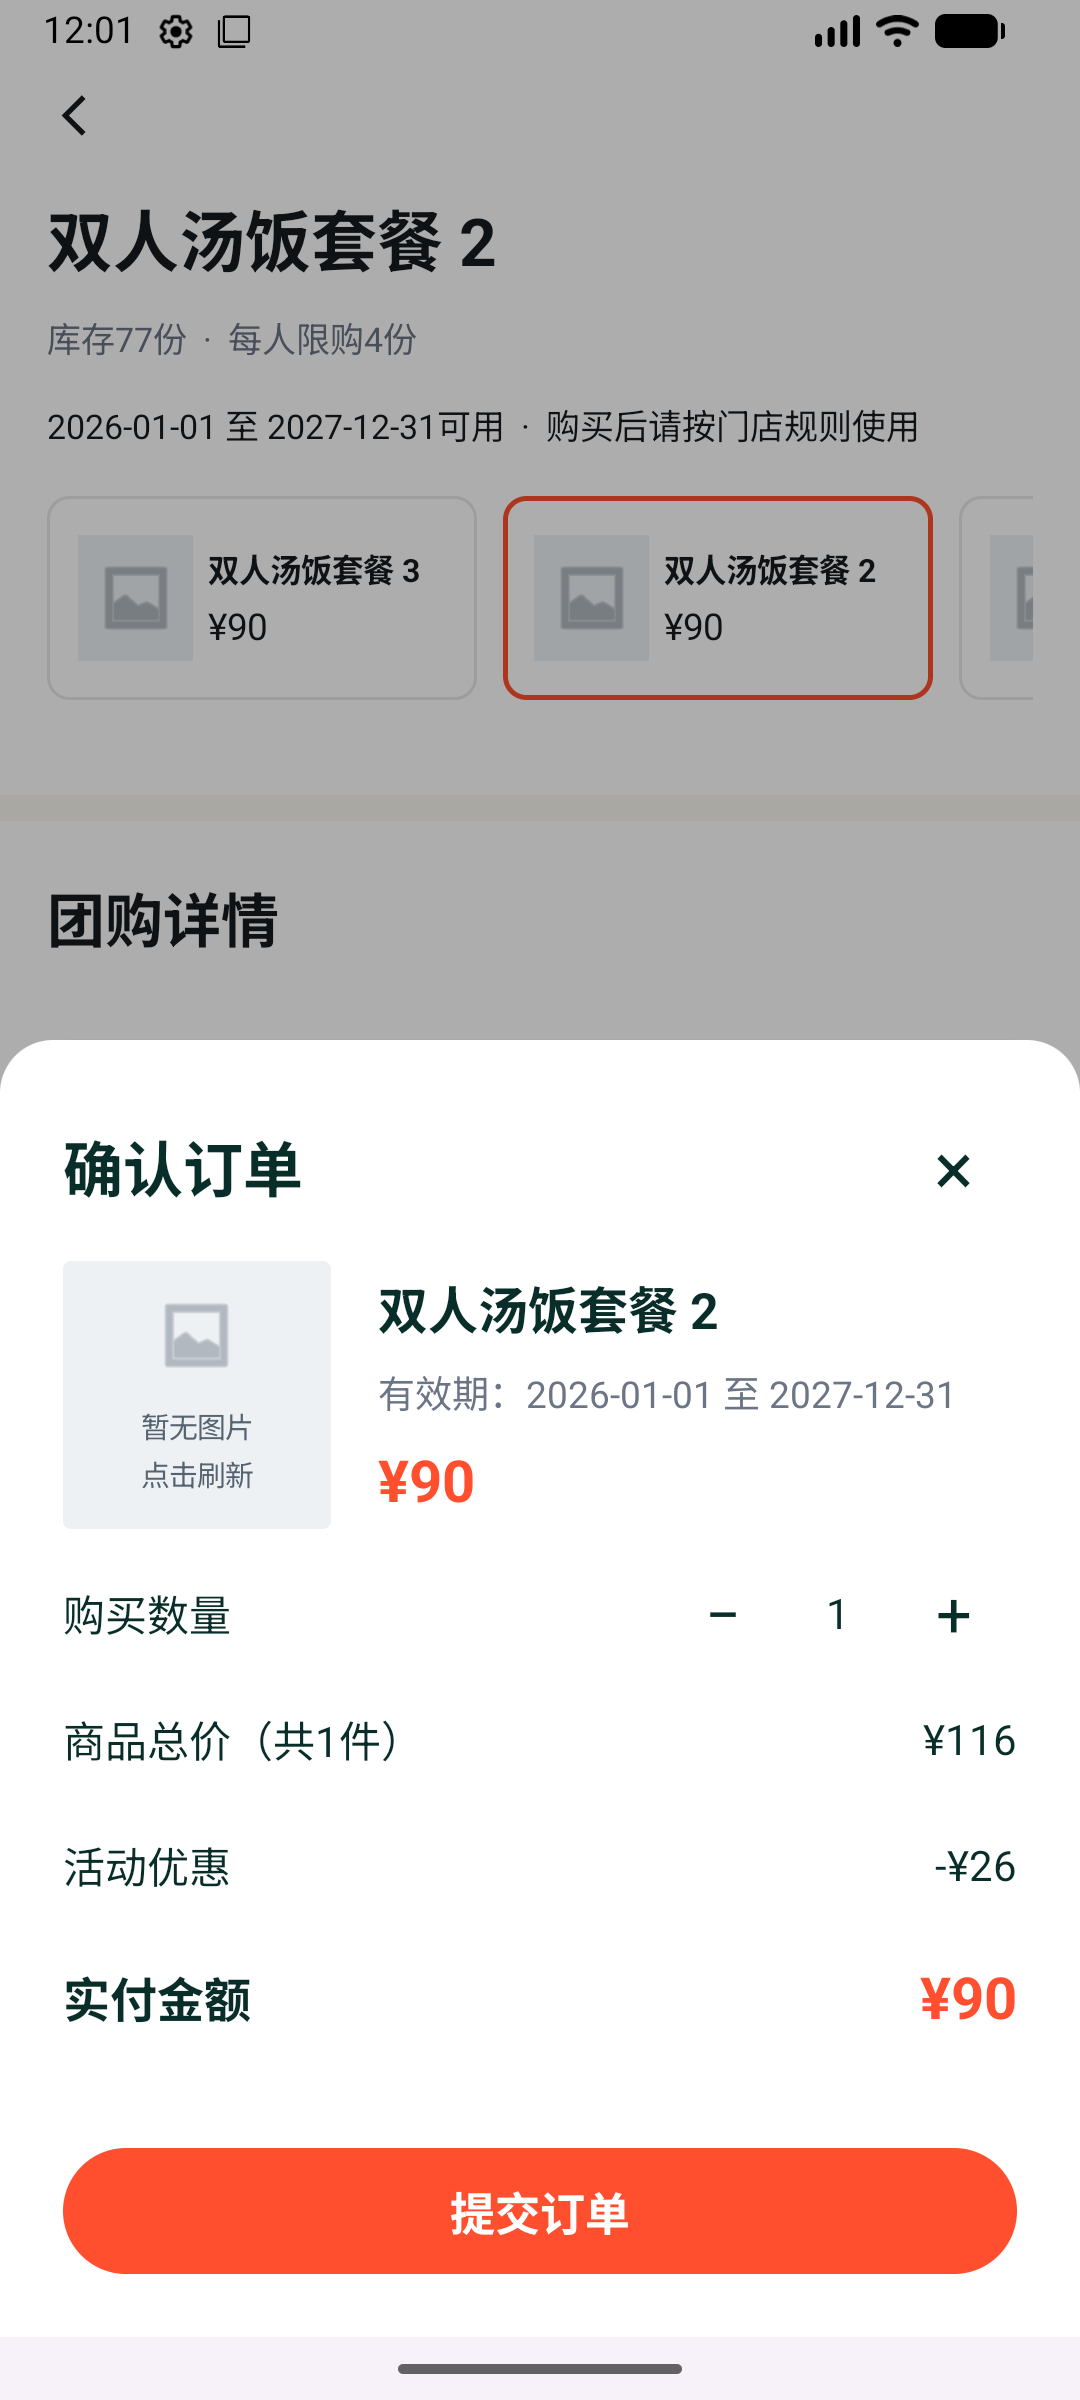 12:01
双人汤饭套餐 2
库存77份 · 每人限购4份
2026-01-01 至 2027-12-31可用 · 购买后请按门店规则使用
双人汤饭套餐 3
¥90
双人汤饭套餐 2
¥90
团购详情
确认订单
双人汤饭套餐 2
有效期：2026-01-01 至 2027-12-31
¥90
暂无图片
点击刷新
购买数量 − 1 +
商品总价（共1件） ¥116
活动优惠 -¥26
实付金额 ¥90
提交订单